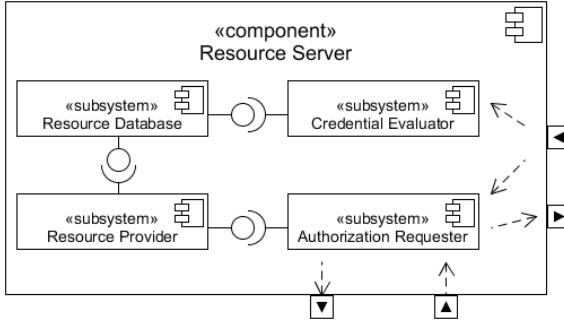 «component»
Resource Server
«subsystem»
Resource Database
«subsystem»
Credential Evaluator
«subsystem»
Resource Provider
«subsystem»
Authorization Requester